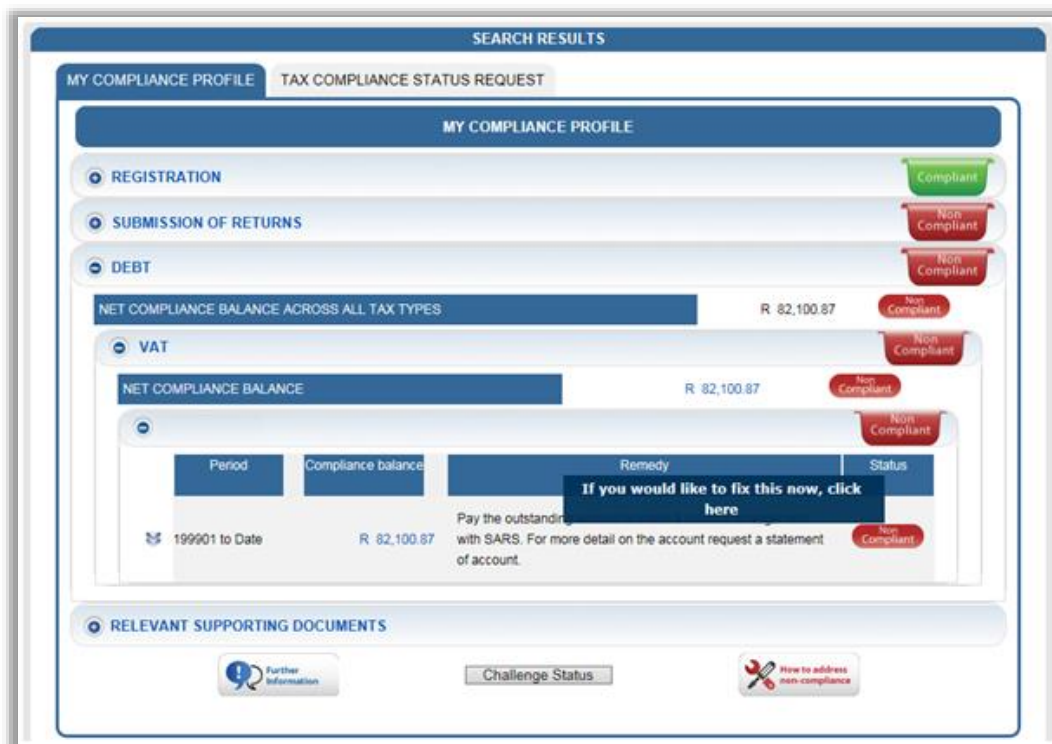 SEARCH RESULTS
MY COMPLIANCE PROFILE TAX COMPLIANCE STATUS REQUEST
MY COMPLIANCE PROFILE
REGISTRATION Compliant
SUBMISSION OF RETURNS Non Compliant
DEBT Non Compliant
NET COMPLIANCE BALANCE ACROSS ALL TAX TYPES R 82,100.87 Non Compliant
VAT Non Compliant
NET COMPLIANCE BALANCE R 82,100.87 Non Compliant
Non Compliant
Period Compliance balance Remedy Status
If you would like to fix this now, click
here
Pay the outstanding
199901 to Date R 82,100.87 with SARS. For more detail on the account request a statement Non Compliant
of account.
RELEVANT SUPPORTING DOCUMENTS
Further Information Challenge Status How to address non-compliance